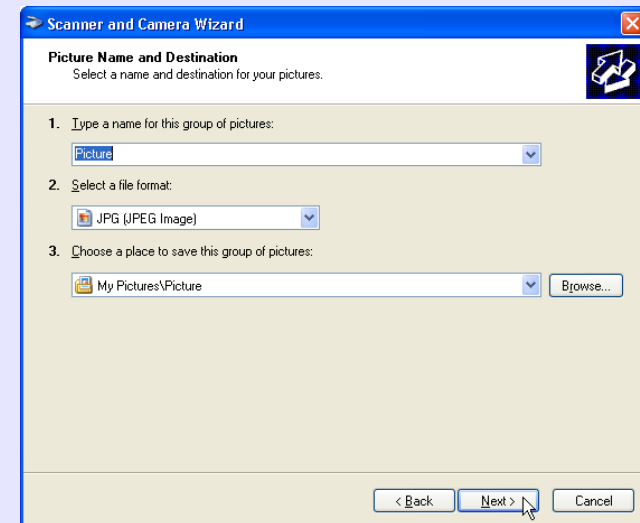 Scanner and Camera Wizard
Picture Name and Destination
Select a name and destination for your pictures.
1. Type a name for this group of pictures:
Picture
2. Select a file format:
JPG (JPEG Image)
3. Choose a place to save this group of pictures:
My Pictures\Picture Browse...
< Back Next > Cancel